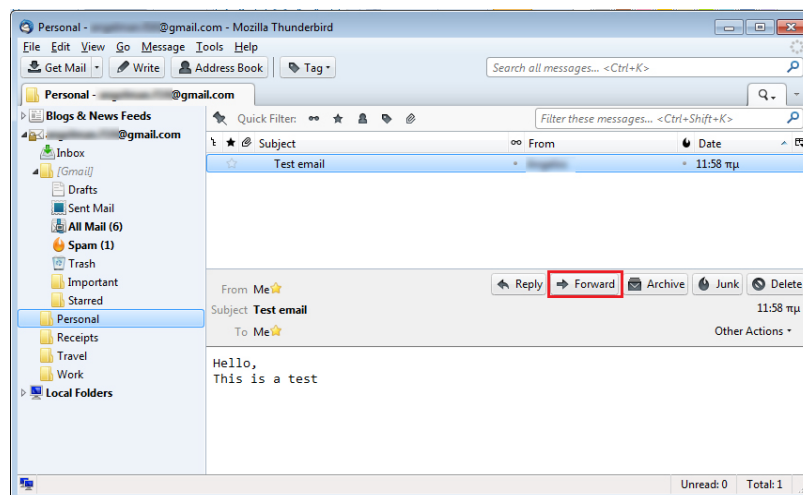 Personal - @gmail.com - Mozilla Thunderbird
File Edit View Go Message Tools Help
Get Mail Write Address Book Tag
Search all messages... <Ctrl+K>
Personal - @gmail.com
Blogs & News Feeds
@gmail.com
Inbox
[Gmail]
Drafts
Sent Mail
All Mail (6)
Spam (1)
Trash
Important
Starred
Personal
Receipts
Travel
Work
Local Folders
Quick Filter:
Filter these messages... <Ctrl+Shift+K>
Subject From Date
Test email 11:58 πμ
Reply Forward Archive Junk Delete
From Me
Subject Test email 11:58 πμ
To Me Other Actions
Hello,
This is a test
Unread: 0 Total: 1